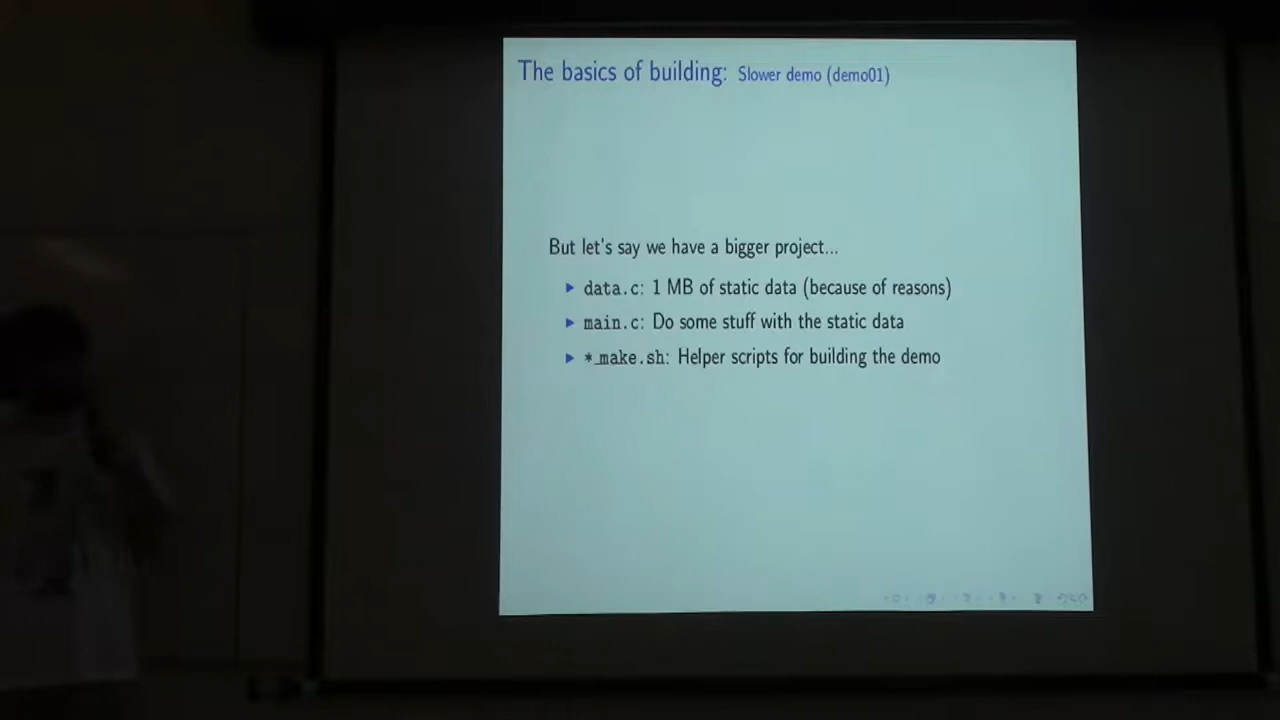 The basics of building: Slower demo (demo01)
But let's say we have a bigger project...
▶ data.c: 1 MB of static data (because of reasons)
▶ main.c: Do some stuff with the static data
▶ *_make.sh: Helper scripts for building the demo